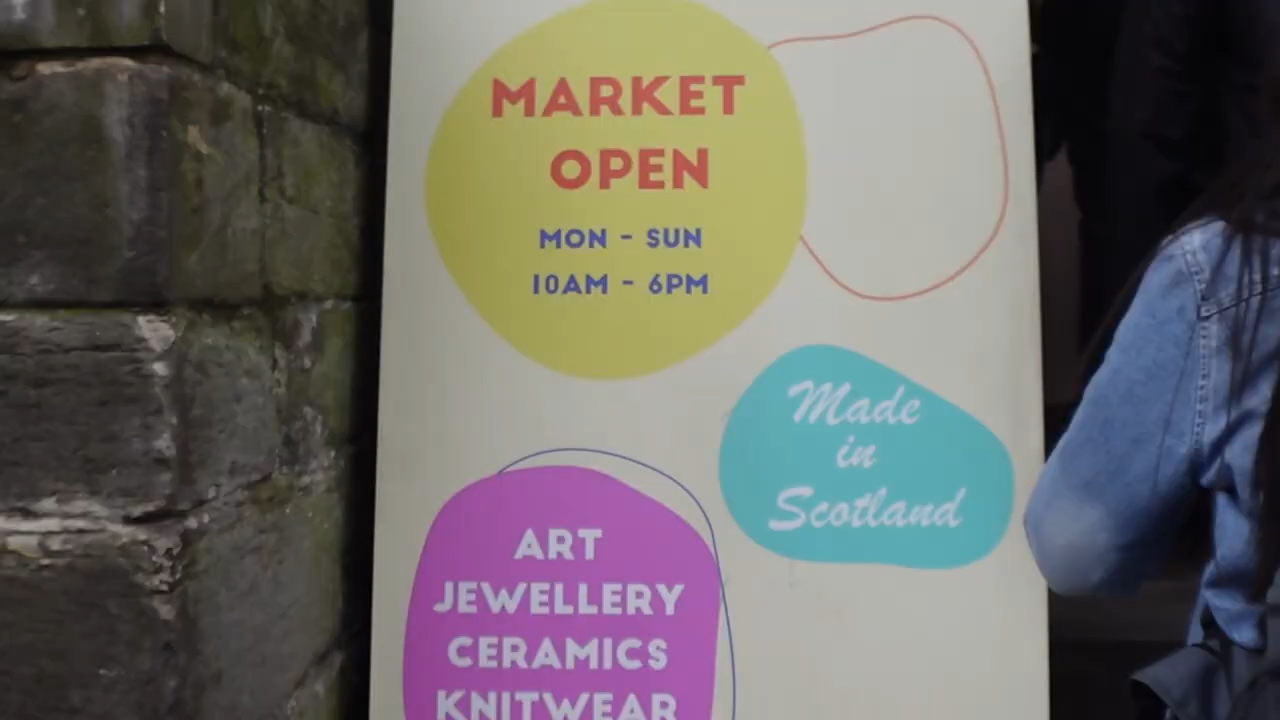 MARKET
OPEN
MON - SUN
10AM - 6PM
Made
in
Scotland
ART
JEWELLERY
CERAMICS
KNITWEAR